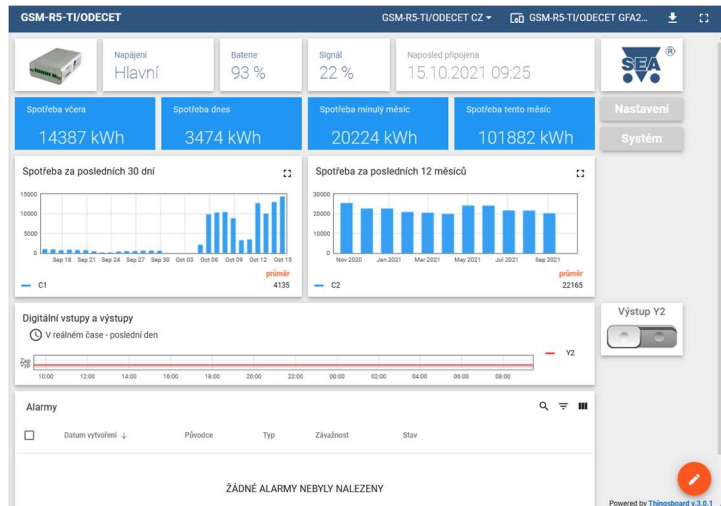 GSM-R5-TI/ODECET
GSM-R5-TI/ODECET CZ
GSM-R5-TI/ODECET GFA2...
Napájení
Hlavní
Baterie
93 %
Signál
22 %
Naposled připojena
15.10.2021 09:25
SEA ®
Spotřeba včera
14387 kWh
Spotřeba dnes
3474 kWh
Spotřeba minulý měsíc
20224 kWh
Spotřeba tento měsíc
101882 kWh
Nastavení
Systém
Spotřeba za posledních 30 dní
15000
10000
5000
0
Sep 18 Sep 21 Sep 24 Sep 27 Sep 30 Oct 03 Oct 06 Oct 09 Oct 12 Oct 15
průměr
C1 4135
Spotřeba za posledních 12 měsíců
30000
20000
10000
0
Nov 2020 Jan 2021 Mar 2021 May 2021 Jul 2021 Sep 2021
průměr
C2 22165
Digitální vstupy a výstupy
V reálném čase - poslední den
Y2
Zap
Vyp
10:00 12:00 14:00 16:00 18:00 20:00 22:00 00:00 02:00 04:00 06:00 08:00
Výstup Y2
Alarmy
Datum vytvoření Původce Typ Závažnost Stav
ŽÁDNÉ ALARMY NEBYLY NALEZENY
Powered by Thingsboard v.3.0.1